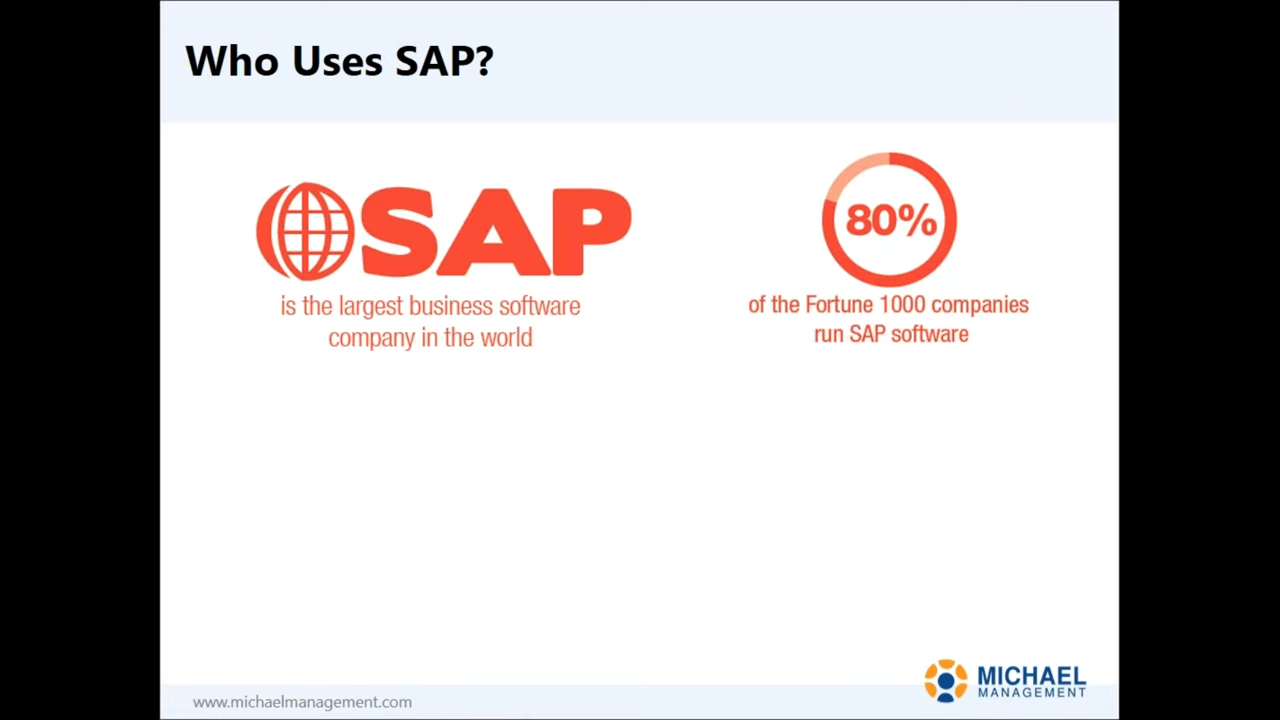 Who Uses SAP?
SAP
is the largest business software
company in the world
80%
of the Fortune 1000 companies
run SAP software
www.michaelmanagement.com
MICHAEL
MANAGEMENT